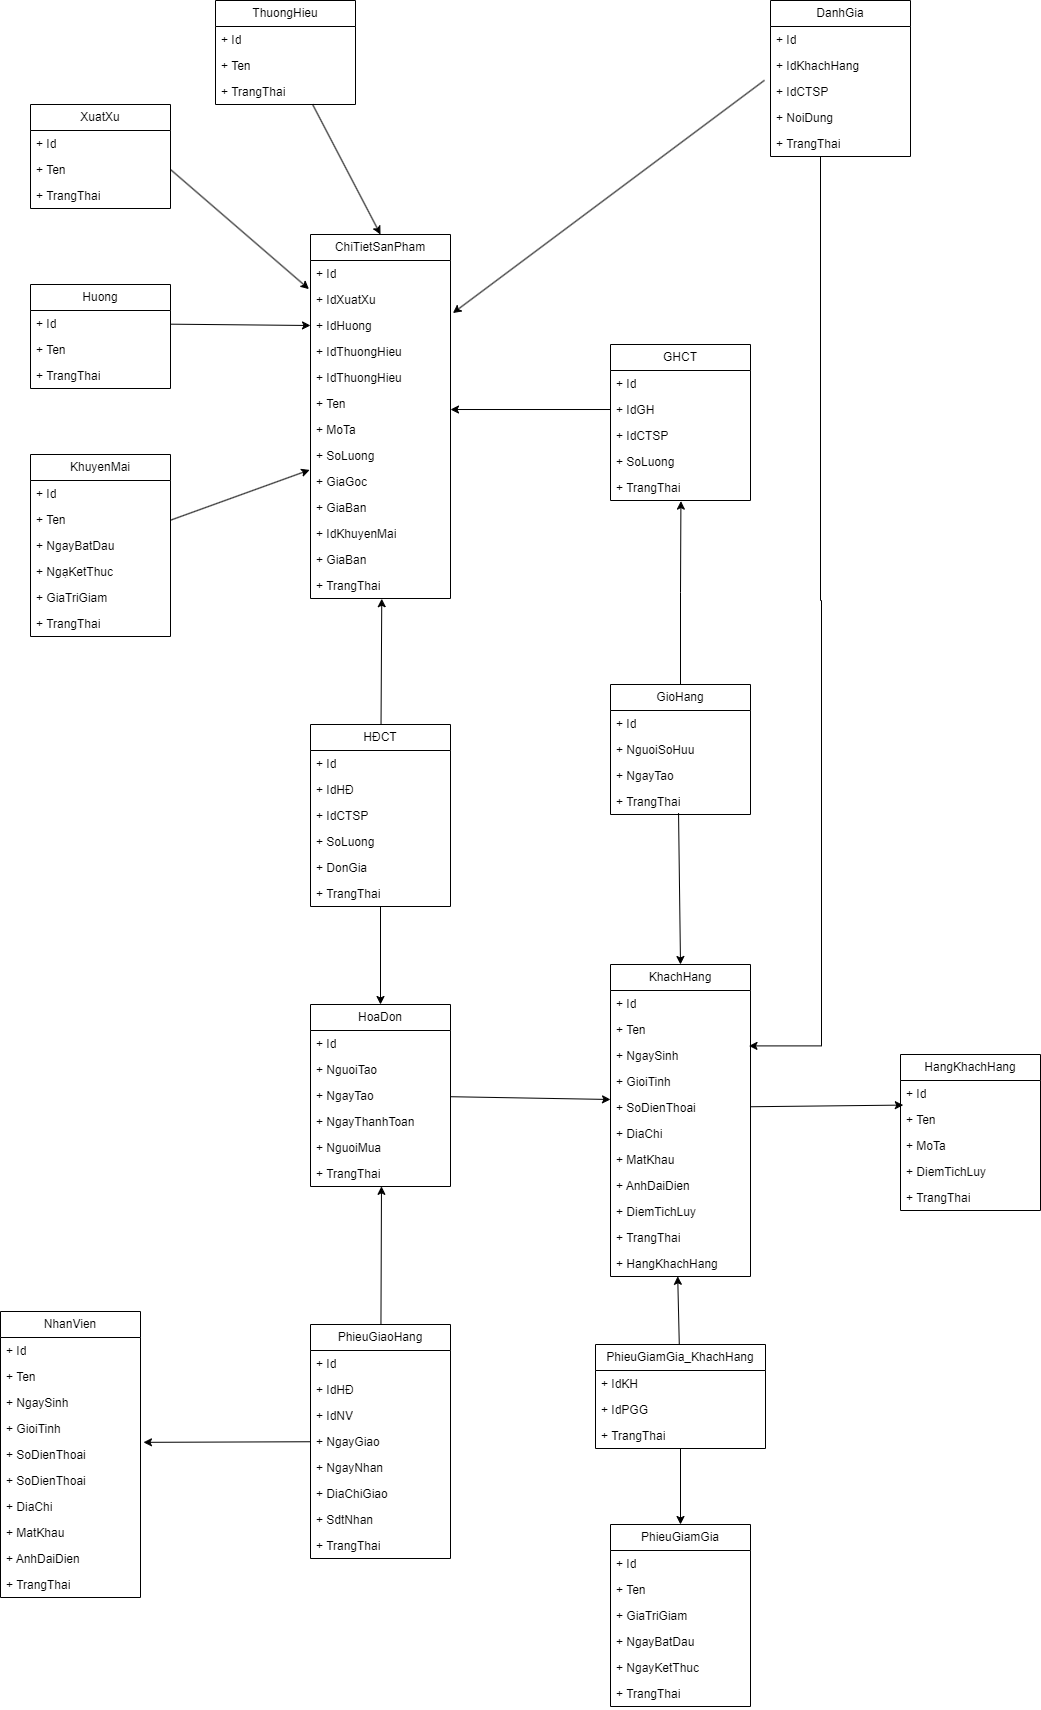 ThuongHieu
+ Id
+ Ten
+ TrangThai
DanhGia
+ Id
+ IdKhachHang
+ IdCTSP
+ NoiDung
+ TrangThai
XuatXu
+ Id
+ Ten
+ TrangThai
ChiTietSanPham
+ Id
+ IdXuatXu
+ IdHuong
+ IdThuongHieu
+ IdThuongHieu
+ Ten
+ MoTa
+ SoLuong
+ GiaGoc
+ GiaBan
+ IdKhuyenMai
+ GiaBan
+ TrangThai
Huong
+ Id
+ Ten
+ TrangThai
GHCT
+ Id
+ IdGH
+ IdCTSP
+ SoLuong
+ TrangThai
KhuyenMai
+ Id
+ Ten
+ NgayBatDau
+ NgạKetThuc
+ GiaTriGiam
+ TrangThai
GioHang
+ Id
+ NguoiSoHuu
+ NgayTao
+ TrangThai
HĐCT
+ Id
+ IdHĐ
+ IdCTSP
+ SoLuong
+ DonGia
+ TrangThai
KhachHang
+ Id
+ Ten
+ NgaySinh
+ GioiTinh
+ SoDienThoai
+ DiaChi
+ MatKhau
+ AnhDaiDien
+ DiemTichLuy
+ TrangThai
+ HangKhachHang
HoaDon
+ Id
+ NguoiTao
+ NgayTao
+ NgayThanhToan
+ NguoiMua
+ TrangThai
HangKhachHang
+ Id
+ Ten
+ MoTa
+ DiemTichLuy
+ TrangThai
NhanVien
+ Id
+ Ten
+ NgaySinh
+ GioiTinh
+ SoDienThoai
+ SoDienThoai
+ DiaChi
+ MatKhau
+ AnhDaiDien
+ TrangThai
PhieuGiaoHang
+ Id
+ IdHĐ
+ IdNV
+ NgayGiao
+ NgayNhan
+ DiaChiGiao
+ SdtNhan
+ TrangThai
PhieuGiamGia_KhachHang
+ IdKH
+ IdPGG
+ TrangThai
PhieuGiamGia
+ Id
+ Ten
+ GiaTriGiam
+ NgayBatDau
+ NgayKetThuc
+ TrangThai